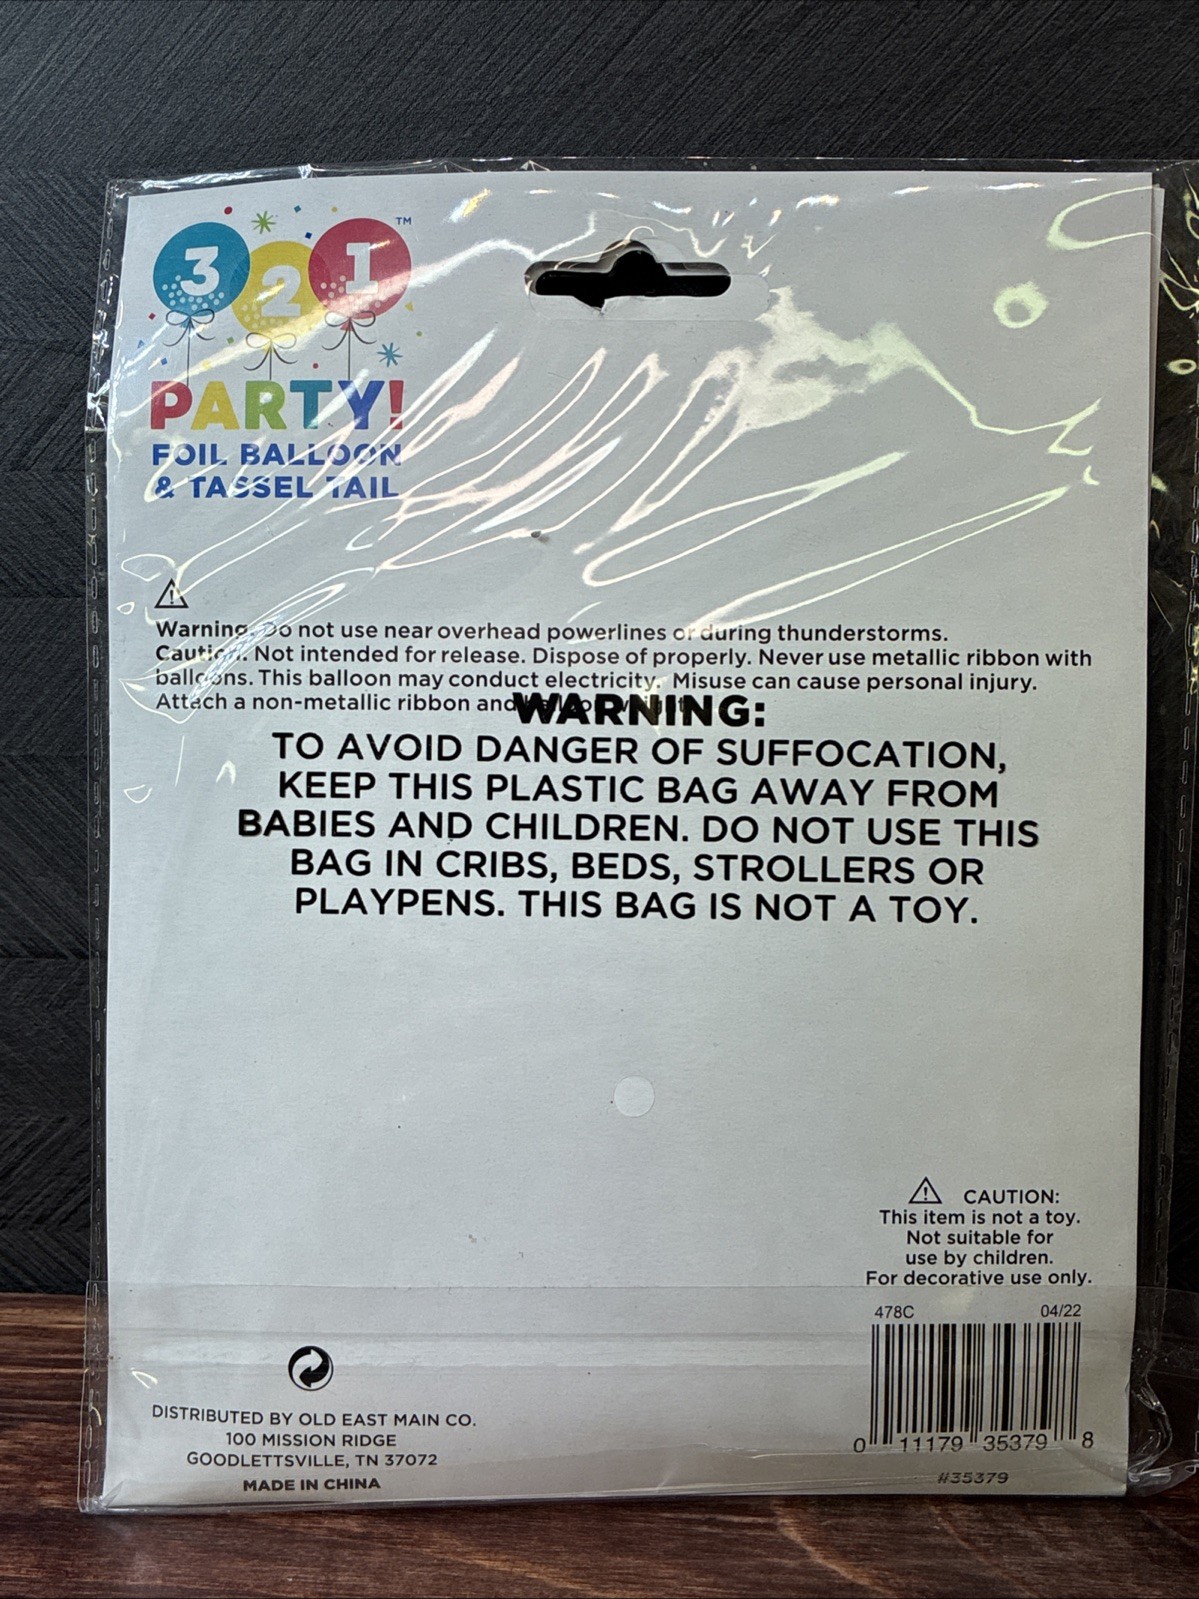 3 2 1 ™
PARTY!
FOIL BALLOON
& TASSEL TAIL
Warning. Do not use near overhead powerlines or during thunderstorms.
Caution. Not intended for release. Dispose of properly. Never use metallic ribbon with
balloons. This balloon may conduct electricity. Misuse can cause personal injury.
Attach a non-metallic ribbon and balloon
WARNING:
TO AVOID DANGER OF SUFFOCATION,
KEEP THIS PLASTIC BAG AWAY FROM
BABIES AND CHILDREN. DO NOT USE THIS
BAG IN CRIBS, BEDS, STROLLERS OR
PLAYPENS. THIS BAG IS NOT A TOY.
CAUTION:
This item is not a toy.
Not suitable for
use by children.
For decorative use only.
478C 04/22
0 11179 35379 8
#35379
DISTRIBUTED BY OLD EAST MAIN CO.
100 MISSION RIDGE
GOODLETTSVILLE, TN 37072
MADE IN CHINA